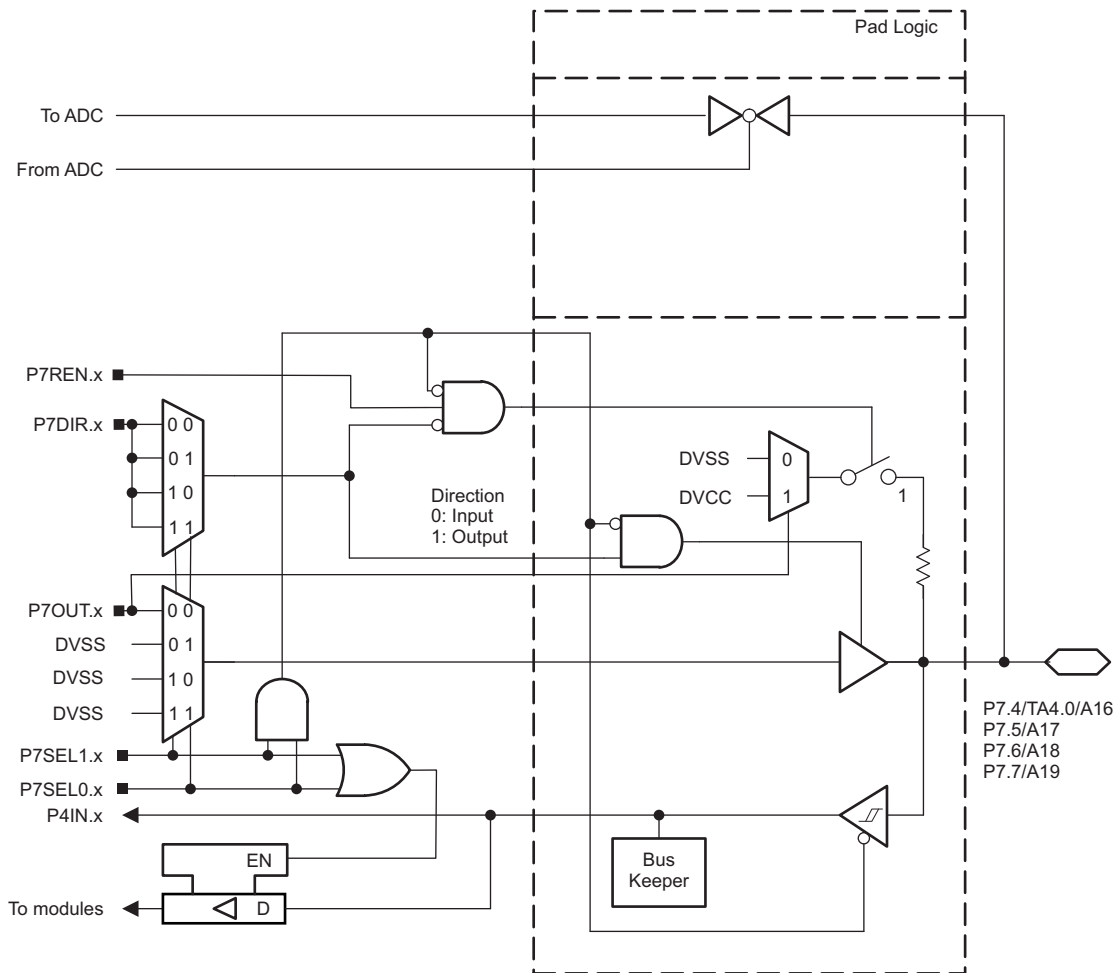 Pad Logic
To ADC
From ADC
P7REN.x
P7DIR.x
0 0
0 1
1 0
1 1
Direction
0: Input
1: Output
DVSS
0
DVCC
1
1
P7OUT.x
0 0
DVSS
0 1
DVSS
1 0
DVSS
1 1
P7SEL1.x
P7SEL0.x
P4IN.x
P7.4/TA4.0/A16
P7.5/A17
P7.6/A18
P7.7/A19
Bus
Keeper
EN
To modules
D